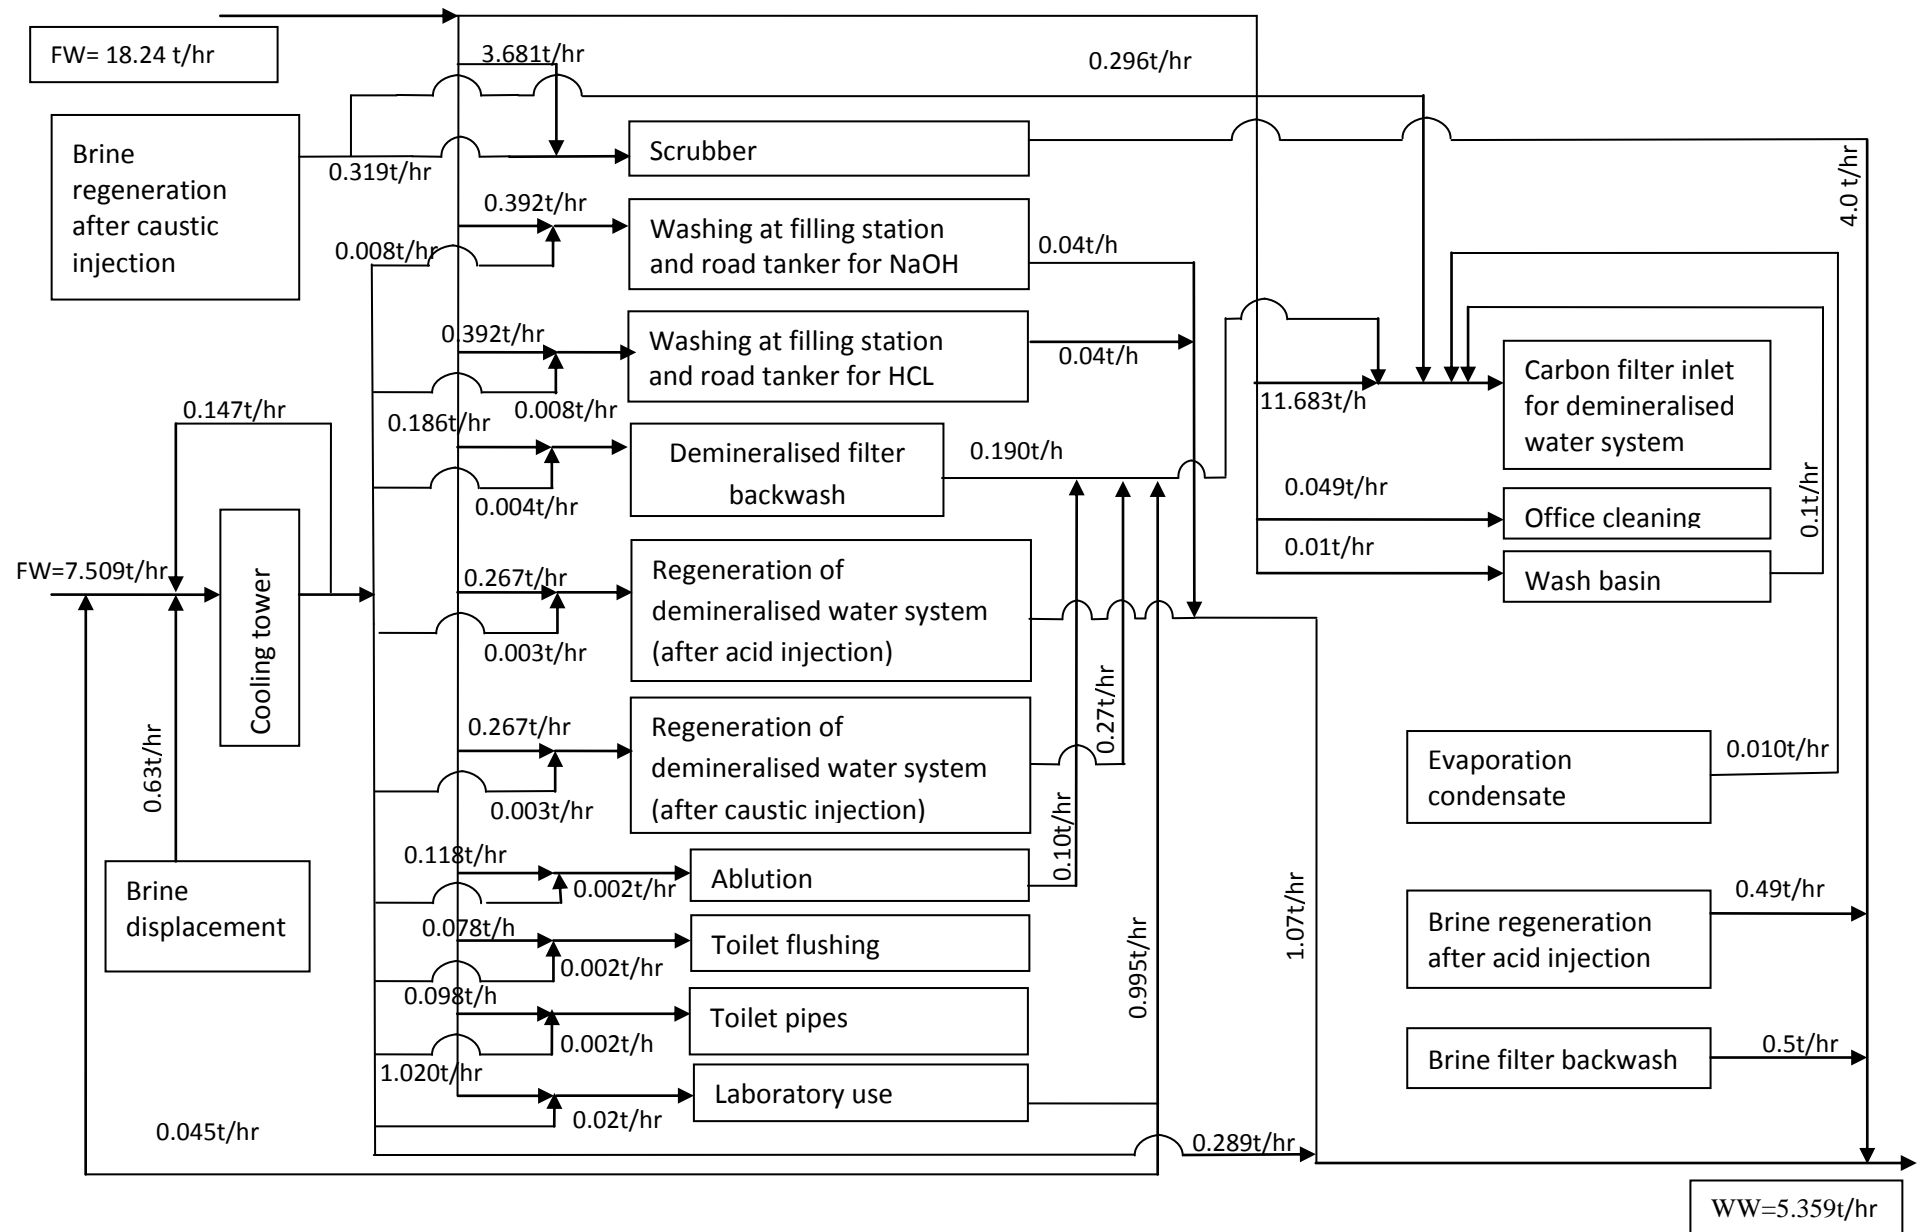 FW= 18.24 t/hr
3.681t/hr
0.296t/hr
Brine
regeneration
after caustic
injection
0.319t/hr
Scrubber
4.0 t/hr
0.392t/hr
0.008t/hr
Washing at filling station
and road tanker for NaOH
0.04t/h
0.392t/hr
0.008t/hr
Washing at filling station
and road tanker for HCL
0.04t/h
11.683t/h
Carbon filter inlet
for demineralised
water system
0.147t/hr
0.186t/hr
0.004t/hr
Demineralised filter
backwash
0.190t/h
0.049t/hr
Office cleaning
0.1t/hr
0.01t/hr
Wash basin
FW=7.509t/hr
Cooling tower
0.267t/hr
0.003t/hr
Regeneration of
demineralised water system
(after acid injection)
0.27t/hr
0.63t/hr
0.267t/hr
0.003t/hr
Regeneration of
demineralised water system
(after caustic injection)
0.10t/hr
Evaporation
condensate
0.010t/hr
Brine
displacement
0.118t/hr
0.002t/hr
Ablution
0.078t/h
0.002t/hr
Toilet flushing
0.995t/hr
1.07t/hr
Brine regeneration
after acid injection
0.49t/hr
0.098t/h
0.002t/h
Toilet pipes
Brine filter backwash
0.5t/hr
1.020t/hr
0.02t/hr
Laboratory use
0.045t/hr
0.289t/hr
WW=5.359t/hr